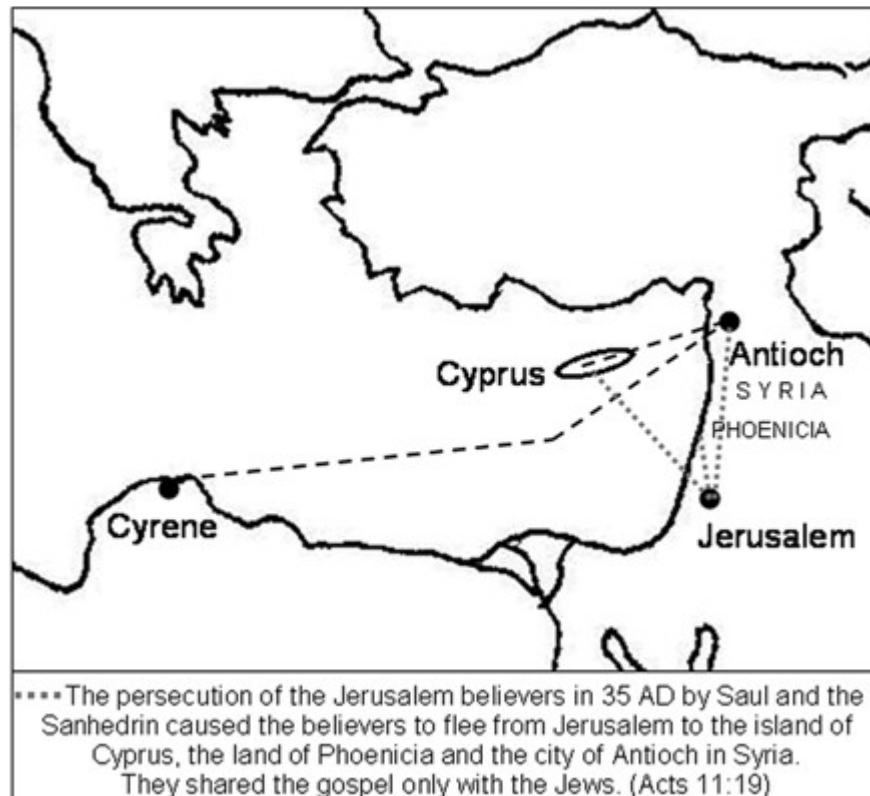 Antioch
Cyprus
S Y R I A
PHOENICIA
Cyrene
Jerusalem
The persecution of the Jerusalem believers in 35 AD by Saul and the
Sanhedrin caused the believers to flee from Jerusalem to the island of
Cyprus, the land of Phoenicia and the city of Antioch in Syria.
They shared the gospel only with the Jews. (Acts 11:19)